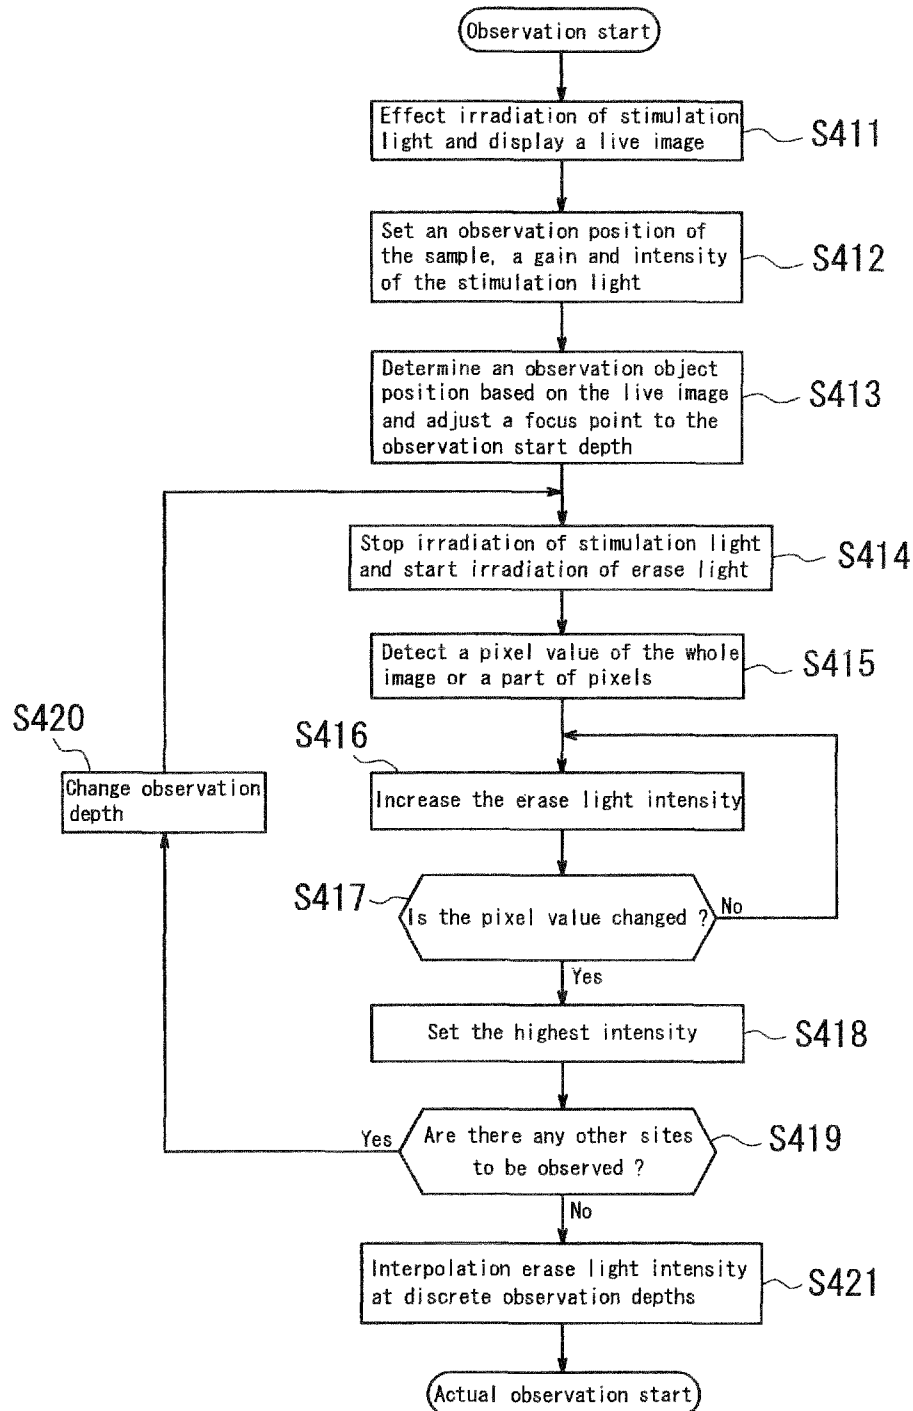 Observation start
Effect irradiation of stimulation
light and display a live image
S411
Set an observation position of
the sample, a gain and intensity
of the stimulation light
S412
Determine an observation object
position based on the live image
and adjust a focus point to the
observation start depth
S413
Stop irradiation of stimulation light
and start irradiation of erase light
S414
Detect a pixel value of the whole
image or a part of pixels
S415
S420
Change observation
depth
S416
Increase the erase light intensity
S417
Is the pixel value changed ?
No
Yes
Set the highest intensity
S418
Yes
Are there any other sites
to be observed ?
S419
No
Interpolation erase light intensity
at discrete observation depths
S421
Actual observation start